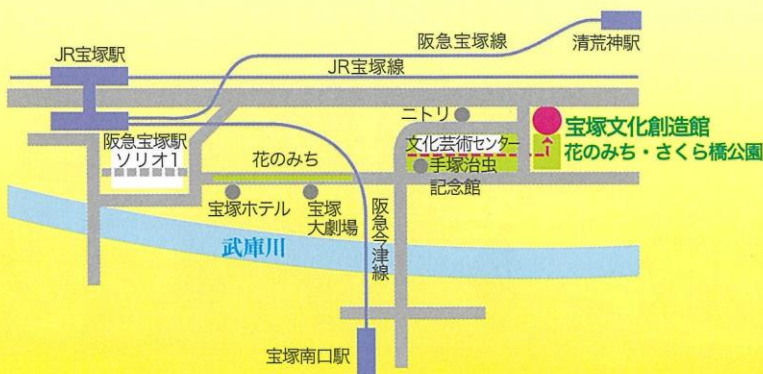 阪急宝塚線
清荒神駅
JR宝塚駅
JR宝塚線
ニトリ
宝塚文化創造館
阪急宝塚駅
ソリオ1
文化芸術センター
花のみち・さくら橋公園
花のみち
手塚治虫
記念館
宝塚ホテル
宝塚
大劇場
阪急今津線
武庫川
宝塚南口駅